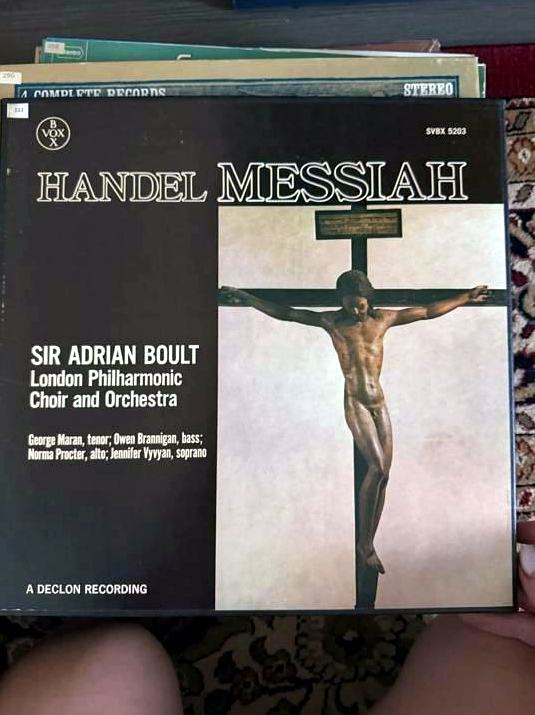 4 COMPLETE RECORDS
STEREO
B
VOX
X
SVBX 5203
HANDEL MESSIAH
SIR ADRIAN BOULT
London Philharmonic
Choir and Orchestra
George Maran, tenor; Owen Brannigan, bass;
Norma Procter, alto; Jennifer Vyvyan, soprano
A DECLON RECORDING